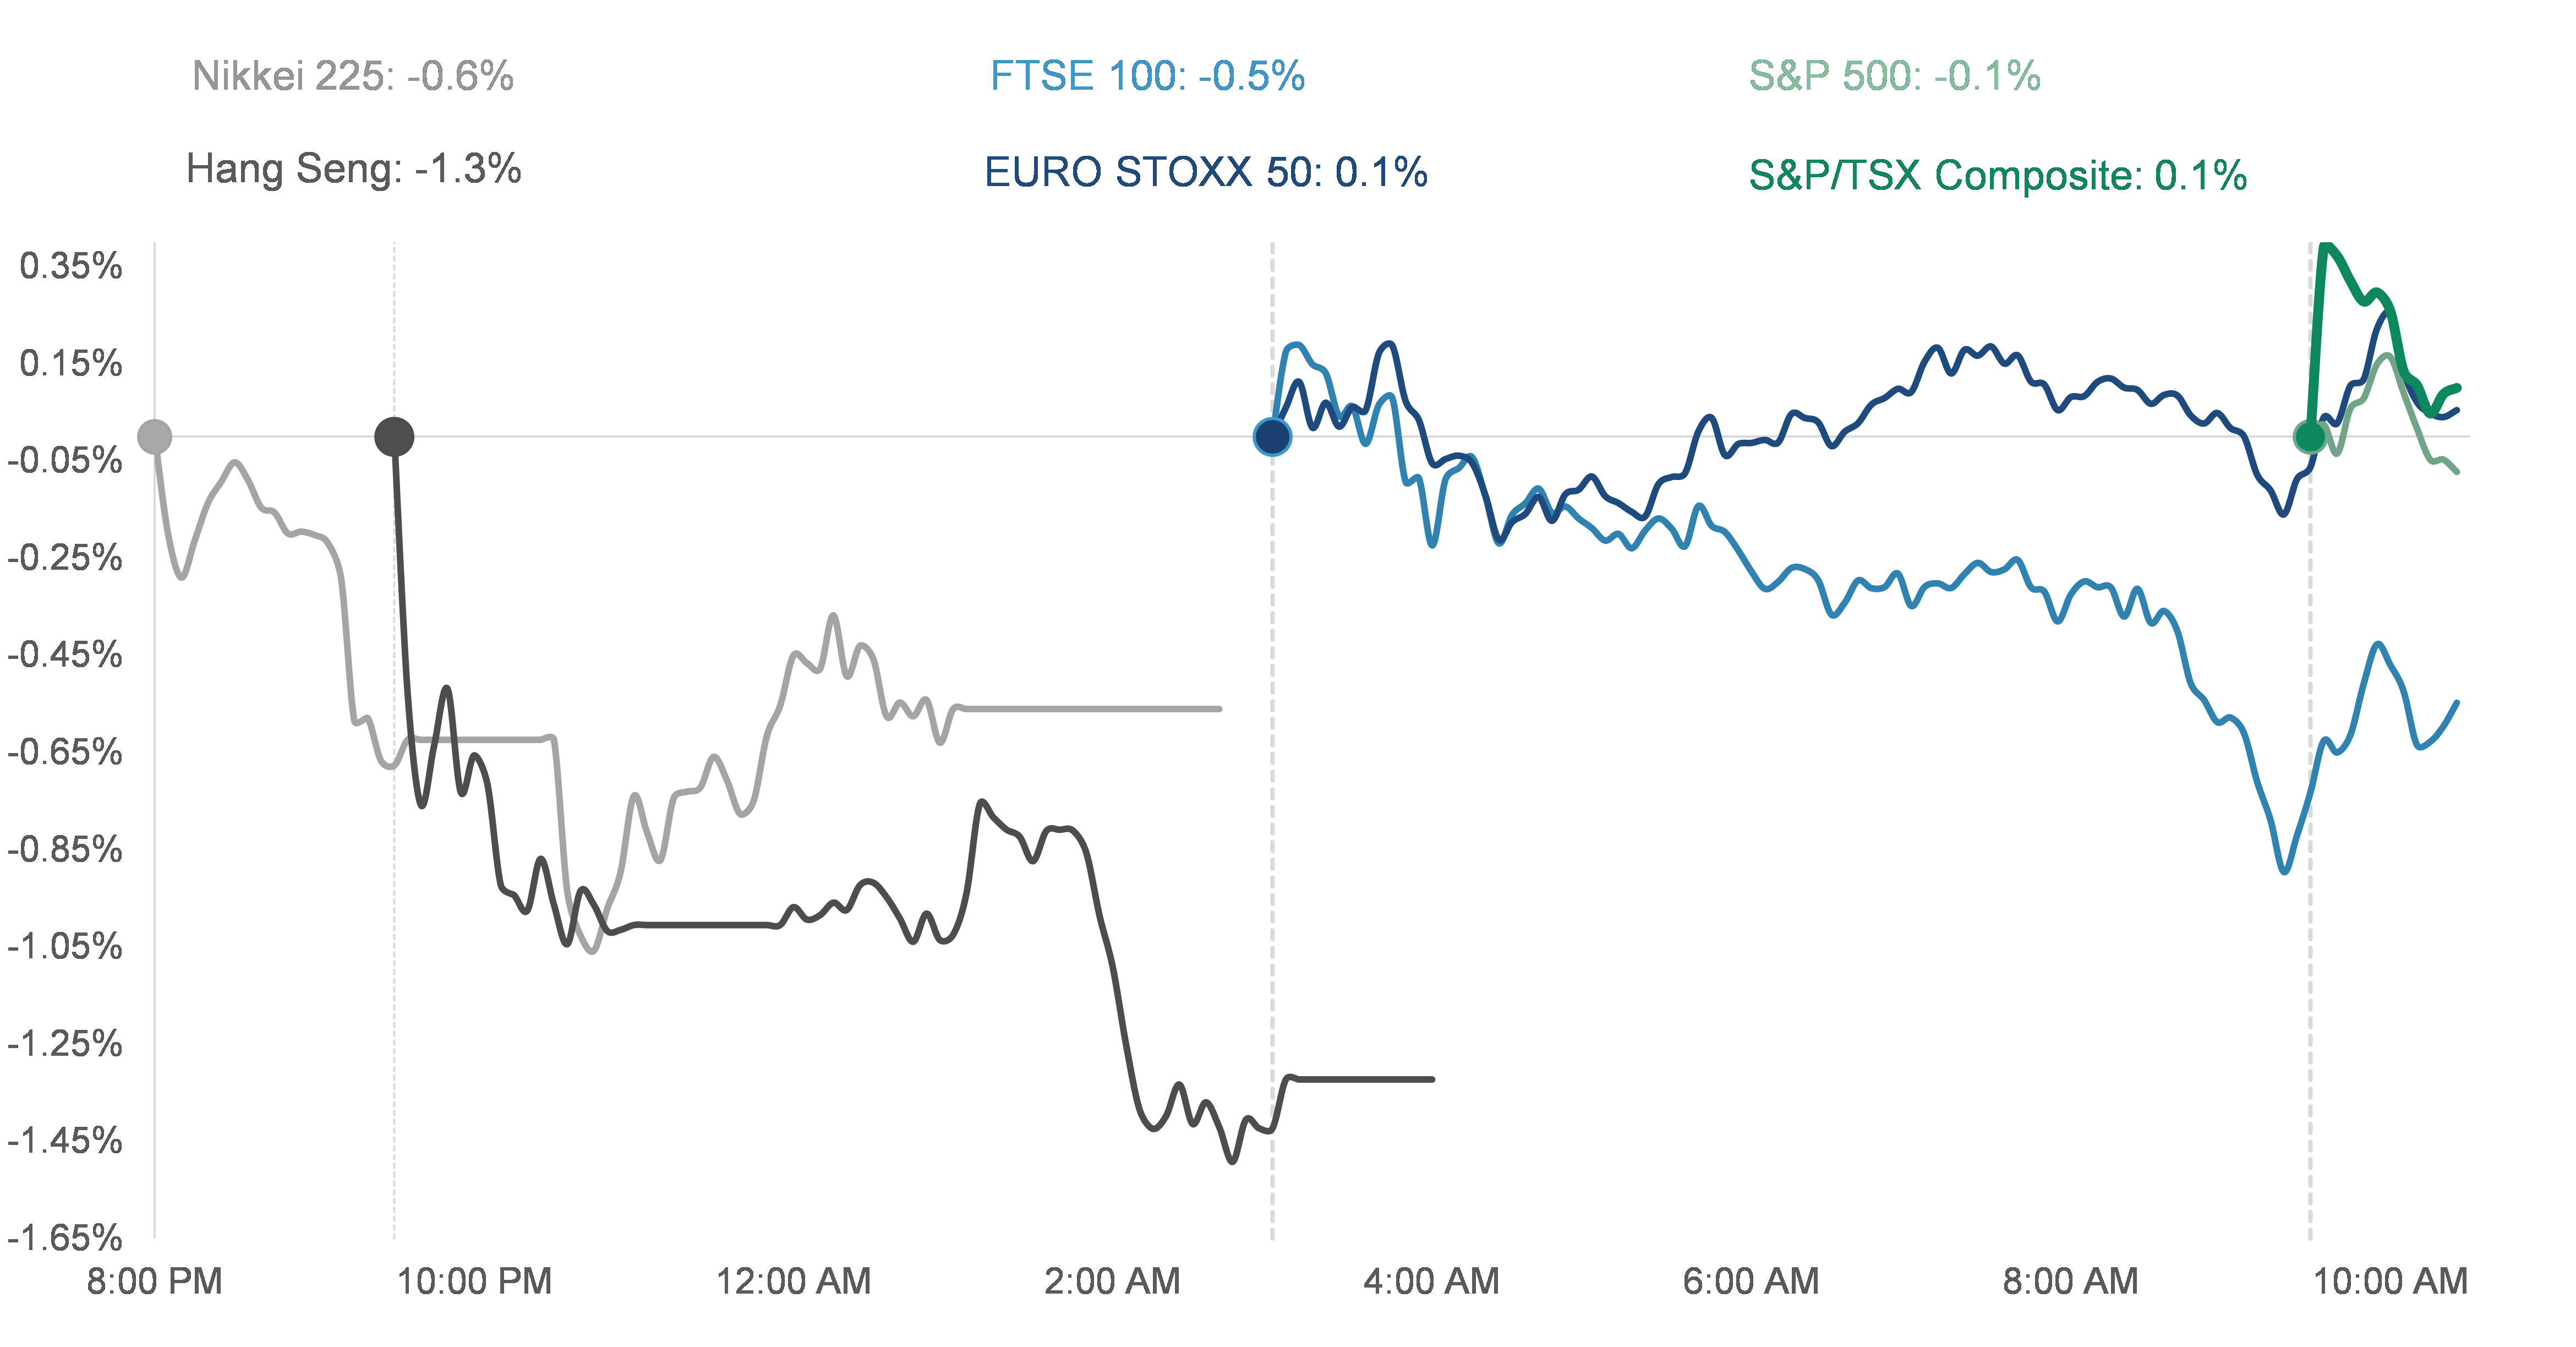 Nikkei 225: -0.6%
FTSE 100: -0.5%
S&P 500: -0.1%
Hang Seng: -1.3%
EURO STOXX 50: 0.1%
S&P/TSX Composite: 0.1%
0.35%
0.15%
-0.05%
-0.25%
-0.45%
-0.65%
-0.85%
-1.05%
-1.25%
-1.45%
-1.65%
8:00 PM
10:00 PM
12:00 AM
2:00 AM
4:00 AM
6:00 AM
8:00 AM
10:00 AM